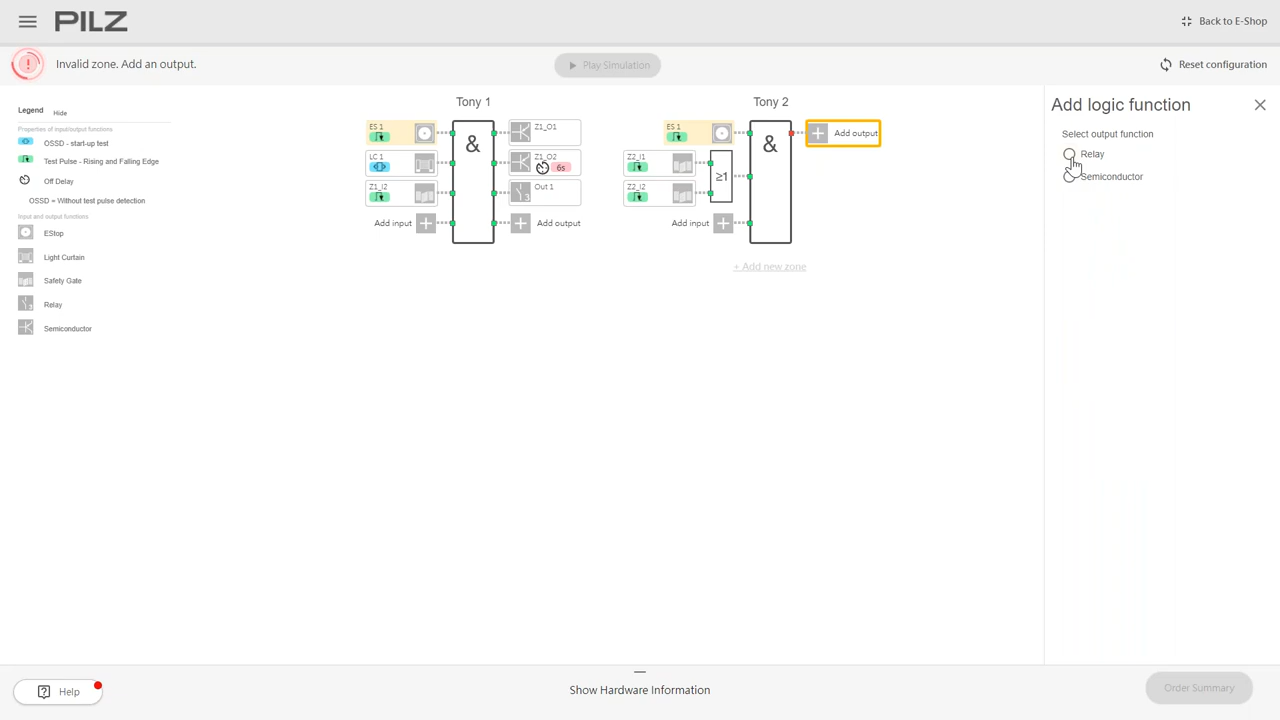 PILZ
Back to E-Shop
Invalid zone. Add an output.
Play Simulation
Reset configuration
Legend
Hide
Properties of input/output functions
OSSD - start-up test
Test Pulse - Rising and Falling Edge
Off Delay
OSSD = Without test pulse detection
Input and output functions
EStop
Light Curtain
Safety Gate
Relay
Semiconductor
Tony 1
ES 1
LC 1
Z1_I2
Add input
&
Z1_O1
Z1_O2
6s
Out 1
3
Add output
Tony 2
ES 1
Z2_I1
Z2_I2
≥1
Add input
&
Add output
+ Add new zone
Add logic function
Select output function
Relay
Semiconductor
Help
Show Hardware Information
Order Summary